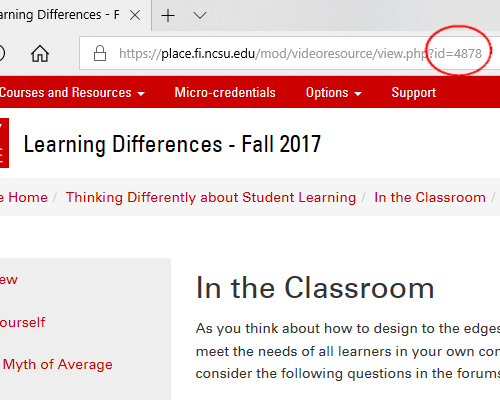 arning Differences - F
https://place.fi.ncsu.edu/mod/videoresource/view.php?id=4878
Courses and Resources Micro-credentials Options Support
Learning Differences - Fall 2017
e Home / Thinking Differently about Student Learning / In the Classroom /
ew
ourself
Myth of Average
In the Classroom
As you think about how to design to the edges
meet the needs of all learners in your own con
consider the following questions in the forums